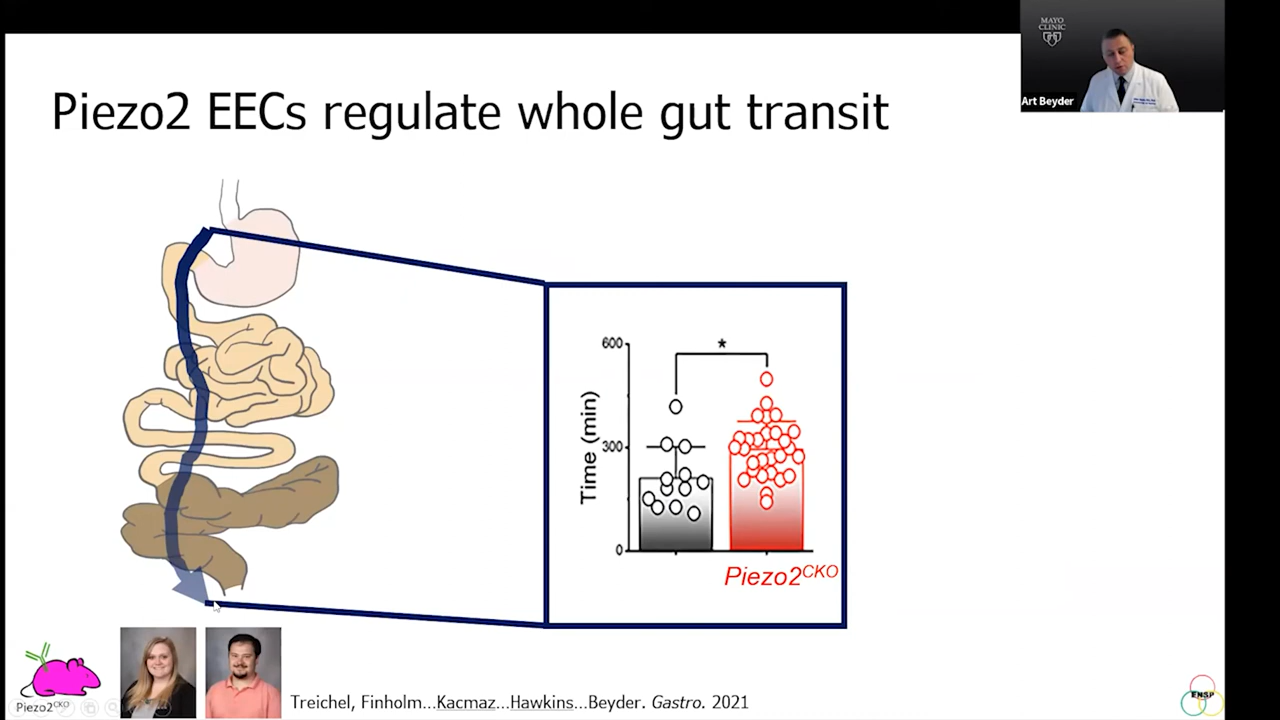 MAYO
CLINIC
Art Beyder
Piezo2 EECs regulate whole gut transit
*
600
300
0
Time (min)
Piezo2CKO
Piezo2CKO
Treichel, Finholm...Kacmaz...Hawkins...Beyder. Gastro. 2021
ENSP